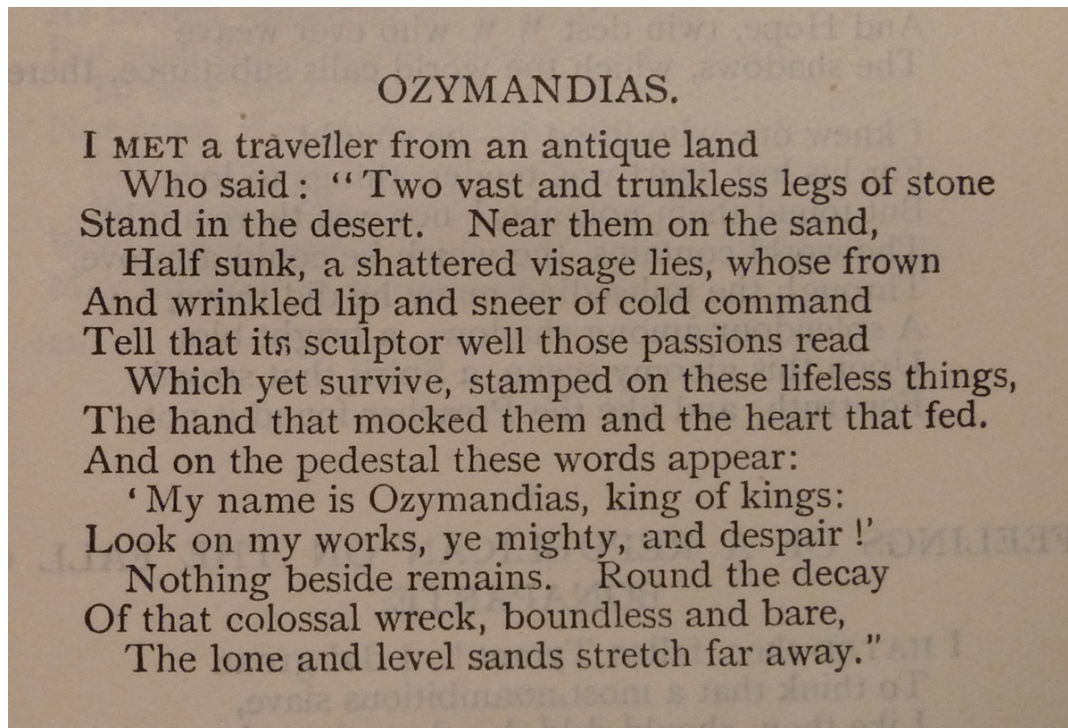 OZYMANDIAS.
I MET a traveller from an antique land
Who said : “ Two vast and trunkless legs of stone
Stand in the desert. Near them on the sand,
Half sunk, a shattered visage lies, whose frown
And wrinkled lip and sneer of cold command
Tell that its sculptor well those passions read
Which yet survive, stamped on these lifeless things,
The hand that mocked them and the heart that fed.
And on the pedestal these words appear:
‘ My name is Ozymandias, king of kings:
Look on my works, ye mighty, and despair !’
Nothing beside remains. Round the decay
Of that colossal wreck, boundless and bare,
The lone and level sands stretch far away.”